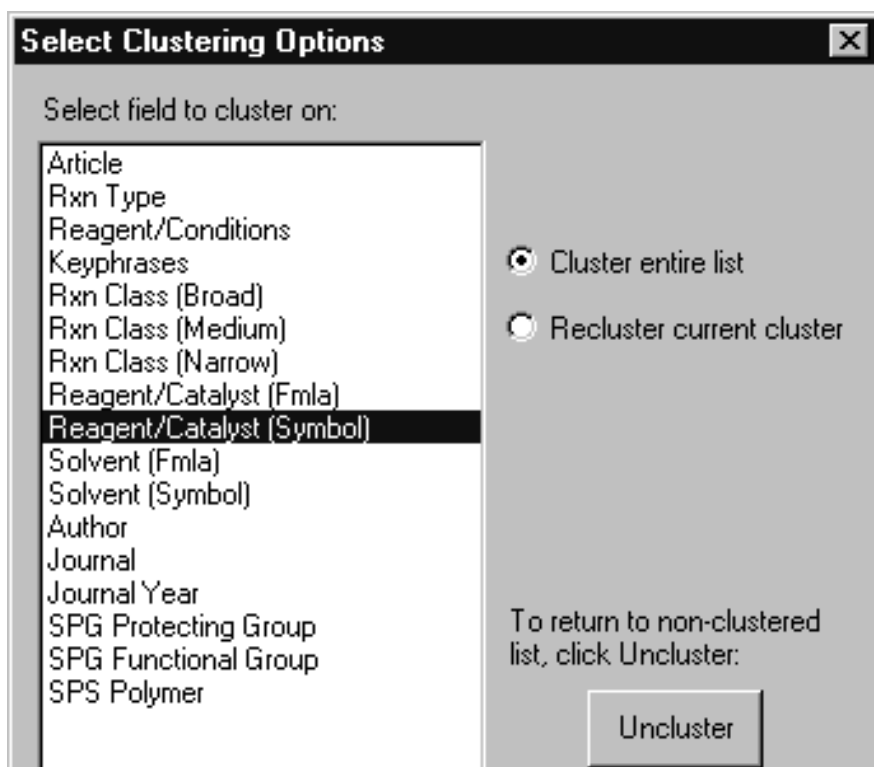 Select Clustering Options
Select field to cluster on:
Article
Rxn Type
Reagent/Conditions
Keyphrases
Rxn Class (Broad)
Rxn Class (Medium)
Rxn Class (Narrow)
Reagent/Catalyst (Fmla)
Reagent/Catalyst (Symbol)
Solvent (Fmla)
Solvent (Symbol)
Author
Journal
Journal Year
SPG Protecting Group
SPG Functional Group
SPS Polymer
Cluster entire list
Recluster current cluster
To return to non-clustered
list, click Uncluster:
Uncluster